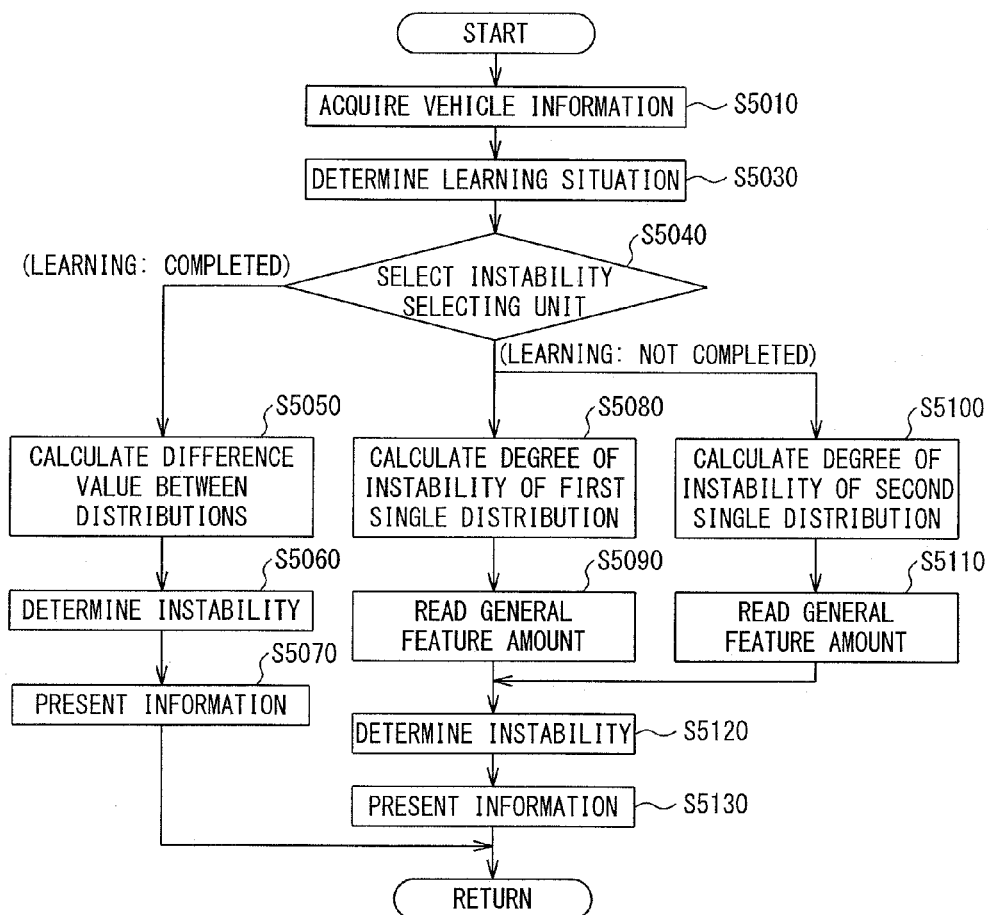 START
ACQUIRE VEHICLE INFORMATION
S5010
DETERMINE LEARNING SITUATION
S5030
S5040
(LEARNING: COMPLETED)
SELECT INSTABILITY
SELECTING UNIT
(LEARNING: NOT COMPLETED)
S5050
CALCULATE DIFFERENCE
VALUE BETWEEN
DISTRIBUTIONS
S5080
CALCULATE DEGREE OF
INSTABILITY OF FIRST
SINGLE DISTRIBUTION
S5100
CALCULATE DEGREE OF
INSTABILITY OF SECOND
SINGLE DISTRIBUTION
S5060
DETERMINE INSTABILITY
S5090
READ GENERAL
FEATURE AMOUNT
S5110
READ GENERAL
FEATURE AMOUNT
S5070
PRESENT INFORMATION
DETERMINE INSTABILITY
S5120
PRESENT INFORMATION
S5130
RETURN